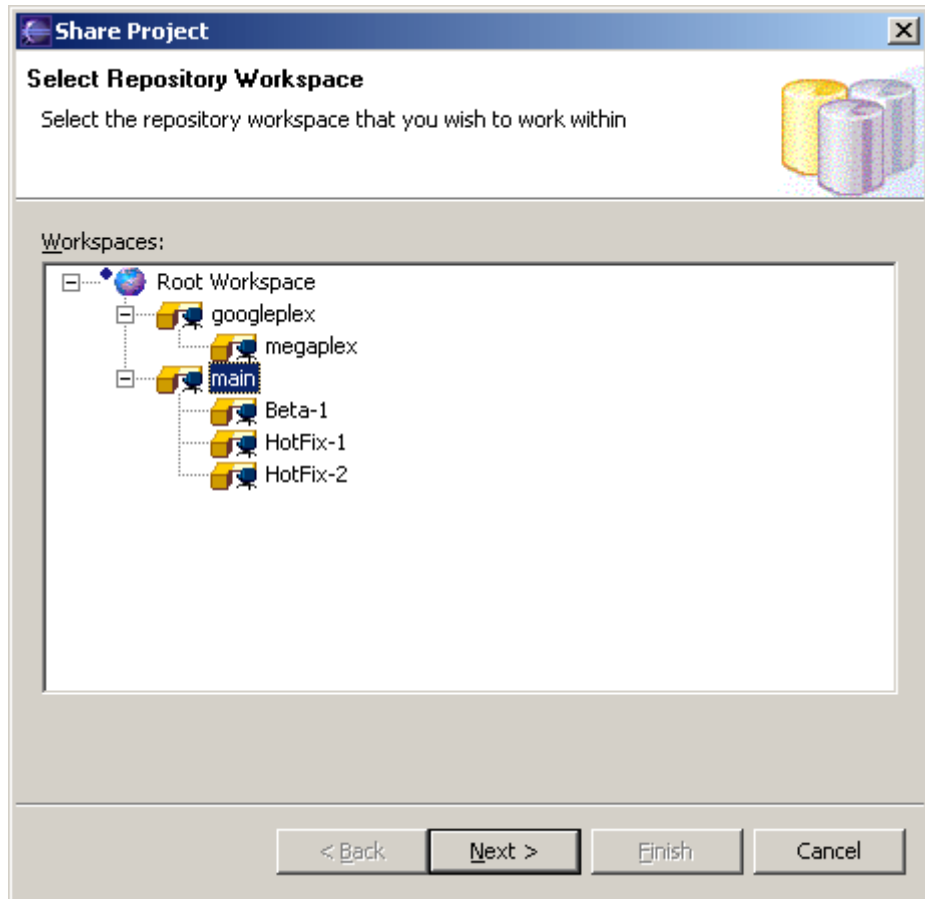 Share Project
Select Repository Workspace
Select the repository workspace that you wish to work within
Workspaces:
Root Workspace
googleplex
megaplex
main
Beta-1
HotFix-1
HotFix-2
< Back Next > Finish Cancel